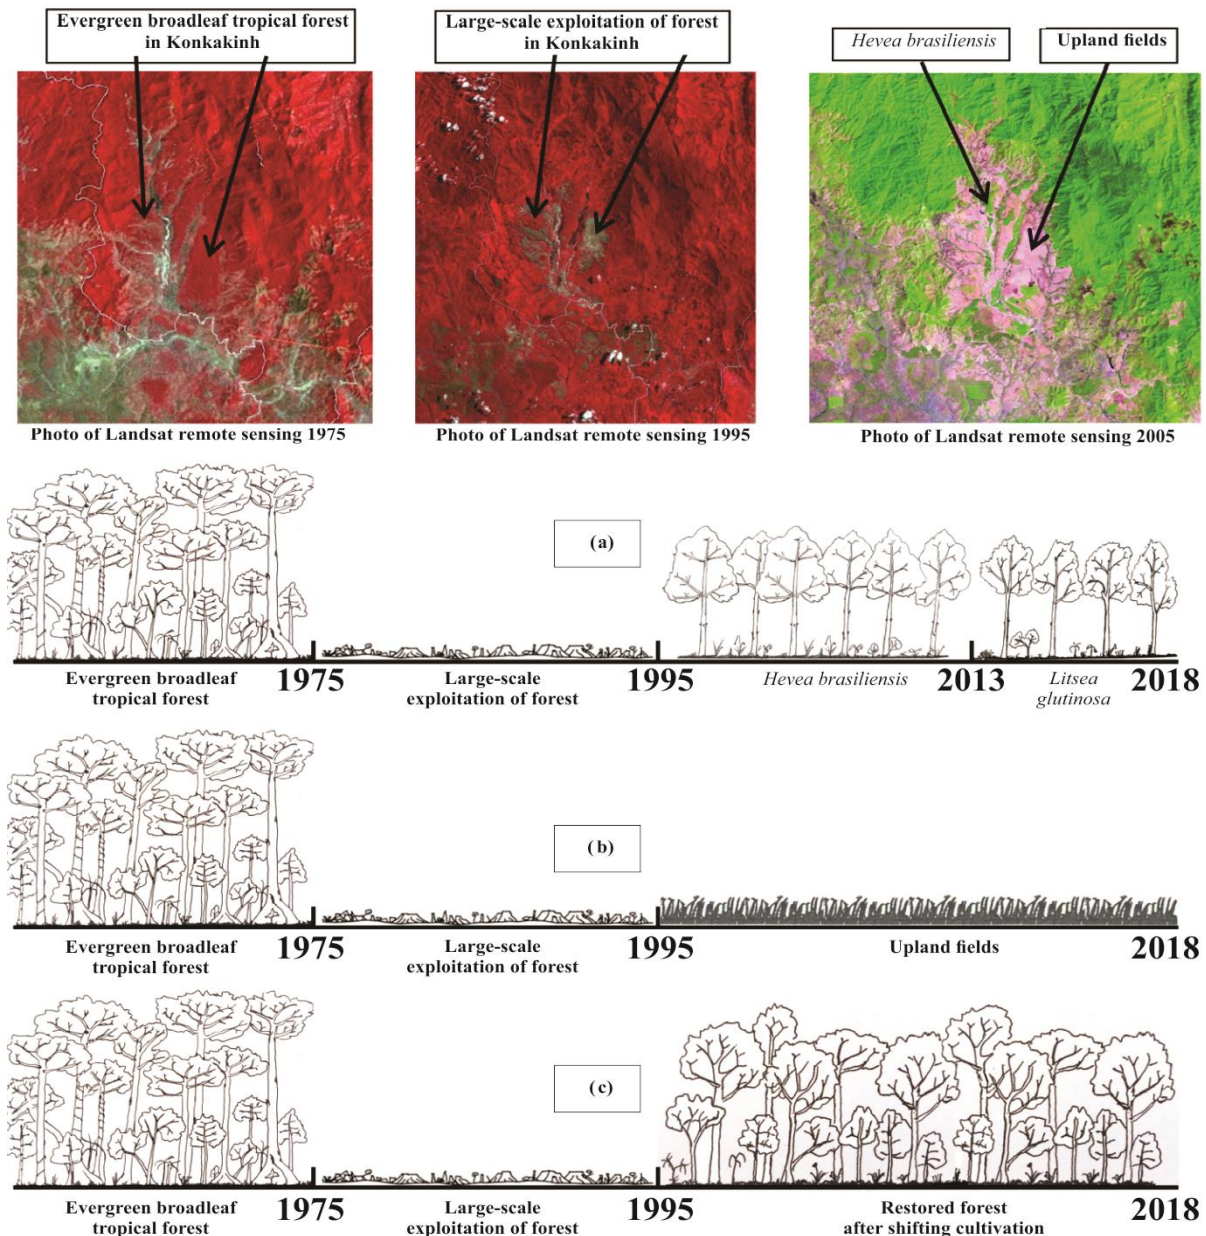 Evergreen broadleaf tropical forest
in Konkakinh
Large-scale exploitation of forest
in Konkakinh
Hevea brasiliensis
Upland fields
Photo of Landsat remote sensing 1975
Photo of Landsat remote sensing 1995
Photo of Landsat remote sensing 2005
(a)
Evergreen broadleaf
tropical forest
1975
Large-scale
exploitation of forest
1995
Hevea brasiliensis
2013
Litsea
glutinosa
2018
(b)
Evergreen broadleaf
tropical forest
1975
Large-scale
exploitation of forest
1995
Upland fields
2018
(c)
Evergreen broadleaf
tropical forest
1975
Large-scale
exploitation of forest
1995
Restored forest
after shifting cultivation
2018